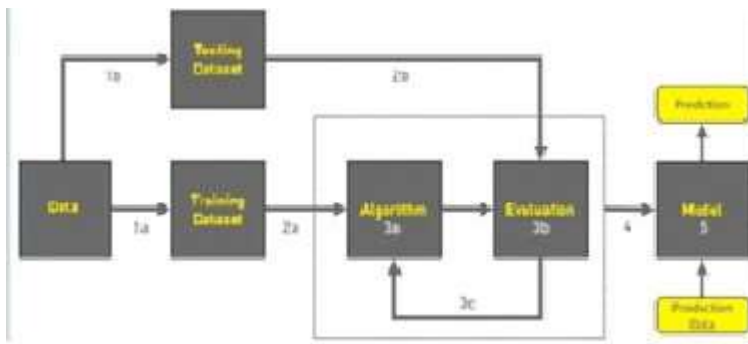 Testing
Dataset
1b
2b
Prediction
Data
1a
Training
Dataset
2a
Algorithm
3a
Evaluation
3b
4
Model
5
3c
Production
Data